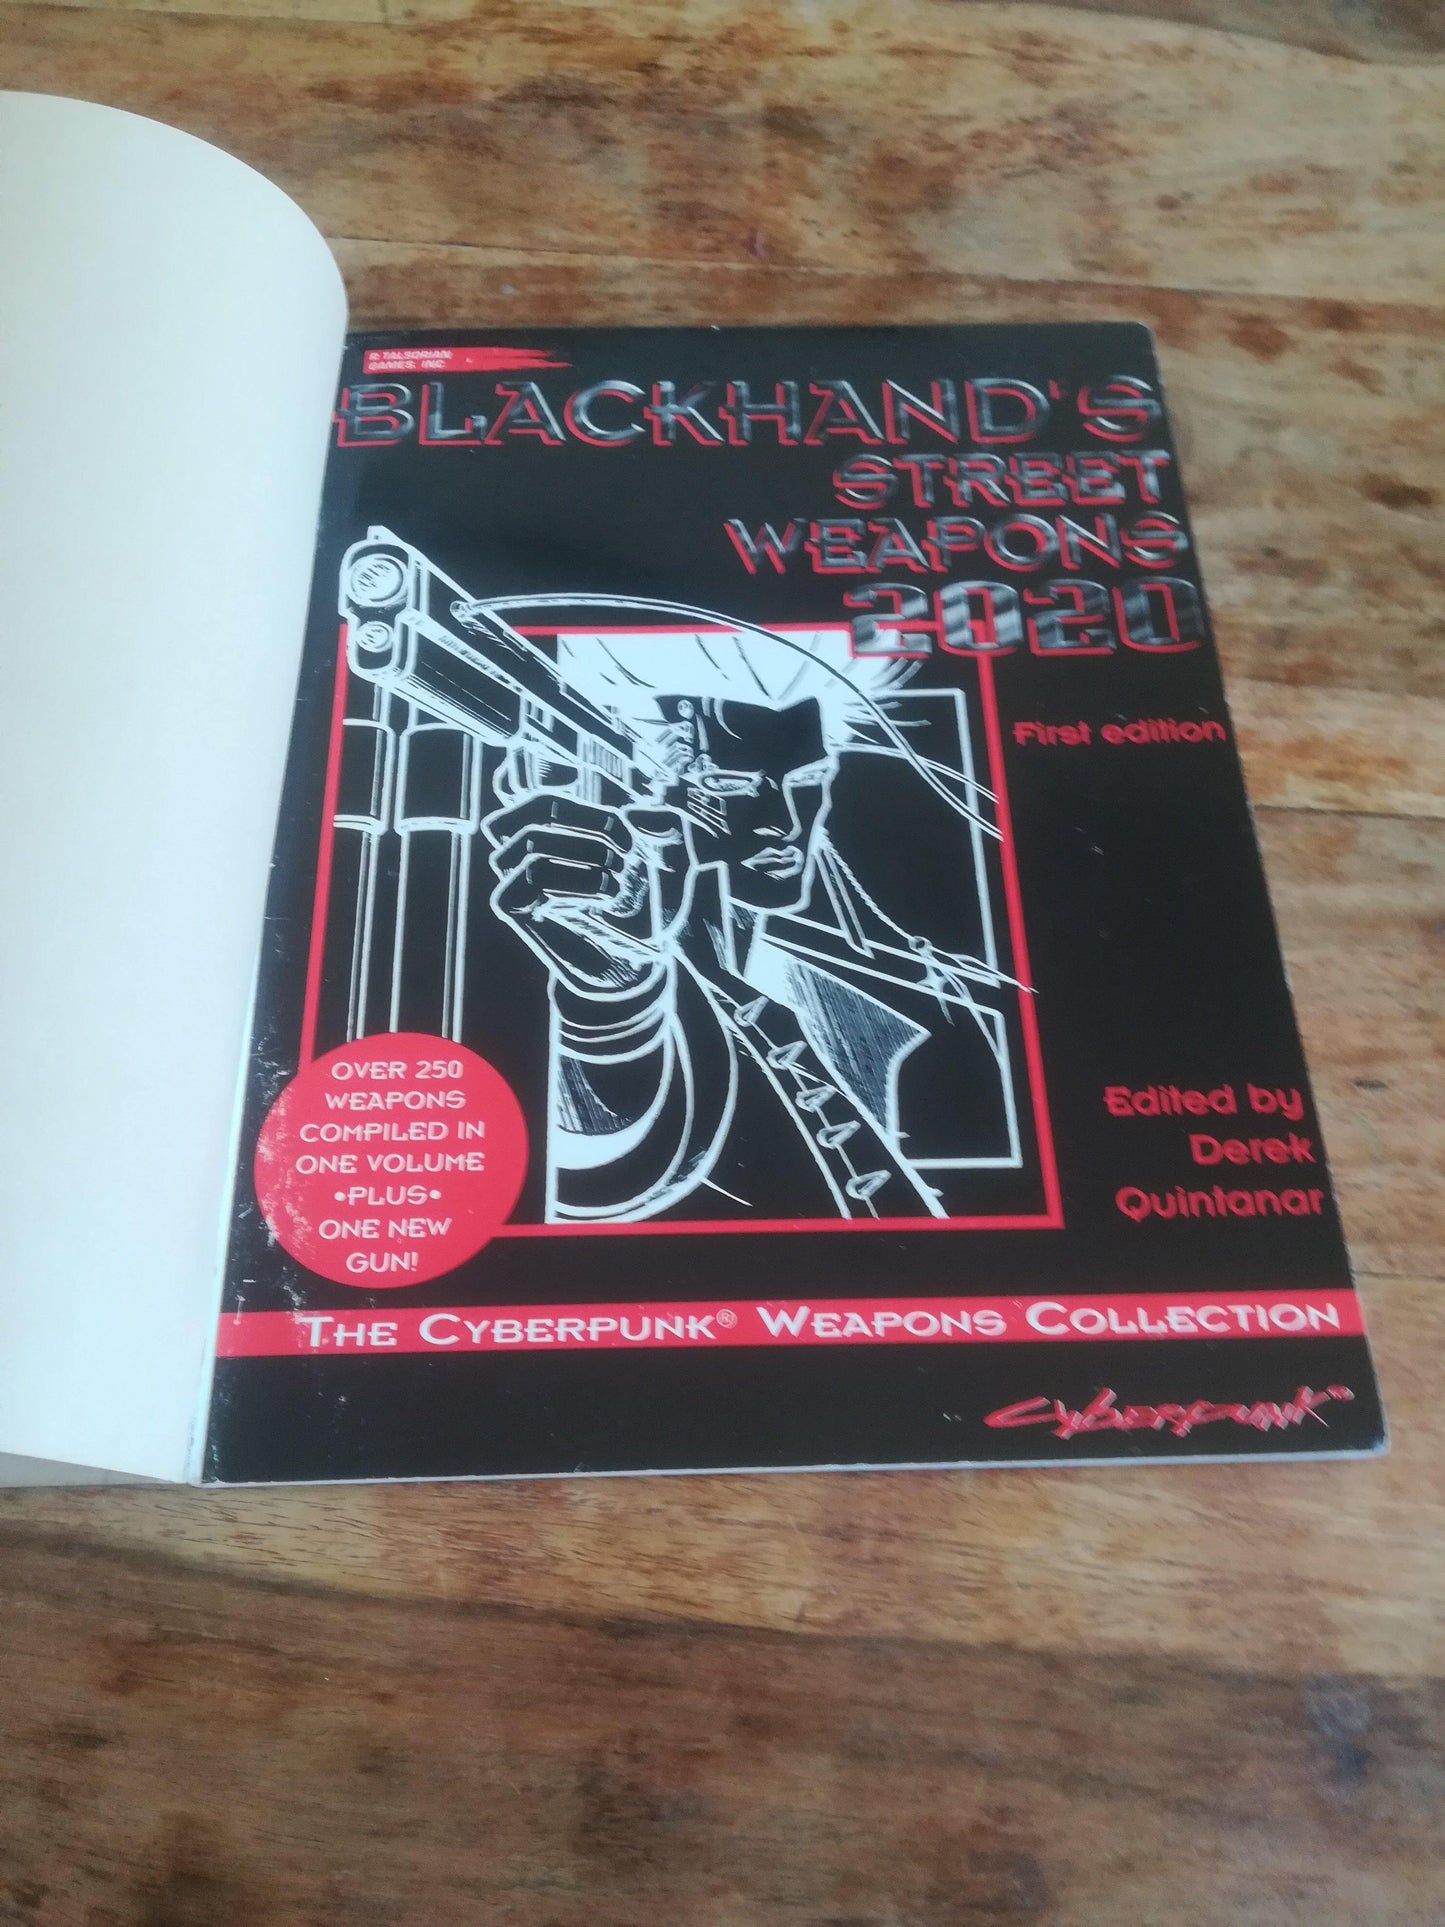 R. TALSORIAN
GAMES, INC.
BLACKHAND'S
STREET
WEAPONS
2020
First edition
OVER 250
WEAPONS
COMPILED IN
ONE VOLUME
•PLUS•
ONE NEW
GUN!
Edited by
Derek
Quintanar
THE CYBERPUNK® WEAPONS COLLECTION
CYBERPUNK™